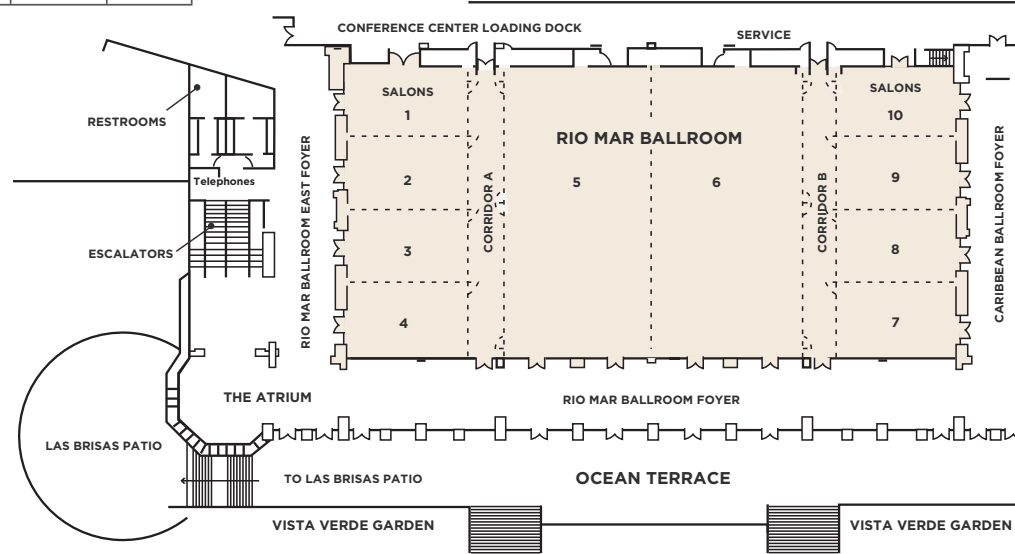 CONFERENCE CENTER LOADING DOCK
SERVICE
RESTROOMS
Telephones
ESCALATORS
RIO MAR BALLROOM EAST FOYER
SALONS
1
2
3
4
CORRIDOR A
RIO MAR BALLROOM
5
6
CORRIDOR B
SALONS
10
9
8
7
CARIBBEAN BALLROOM FOYER
THE ATRIUM
RIO MAR BALLROOM FOYER
LAS BRISAS PATIO
TO LAS BRISAS PATIO
OCEAN TERRACE
VISTA VERDE GARDEN
VISTA VERDE GARDEN